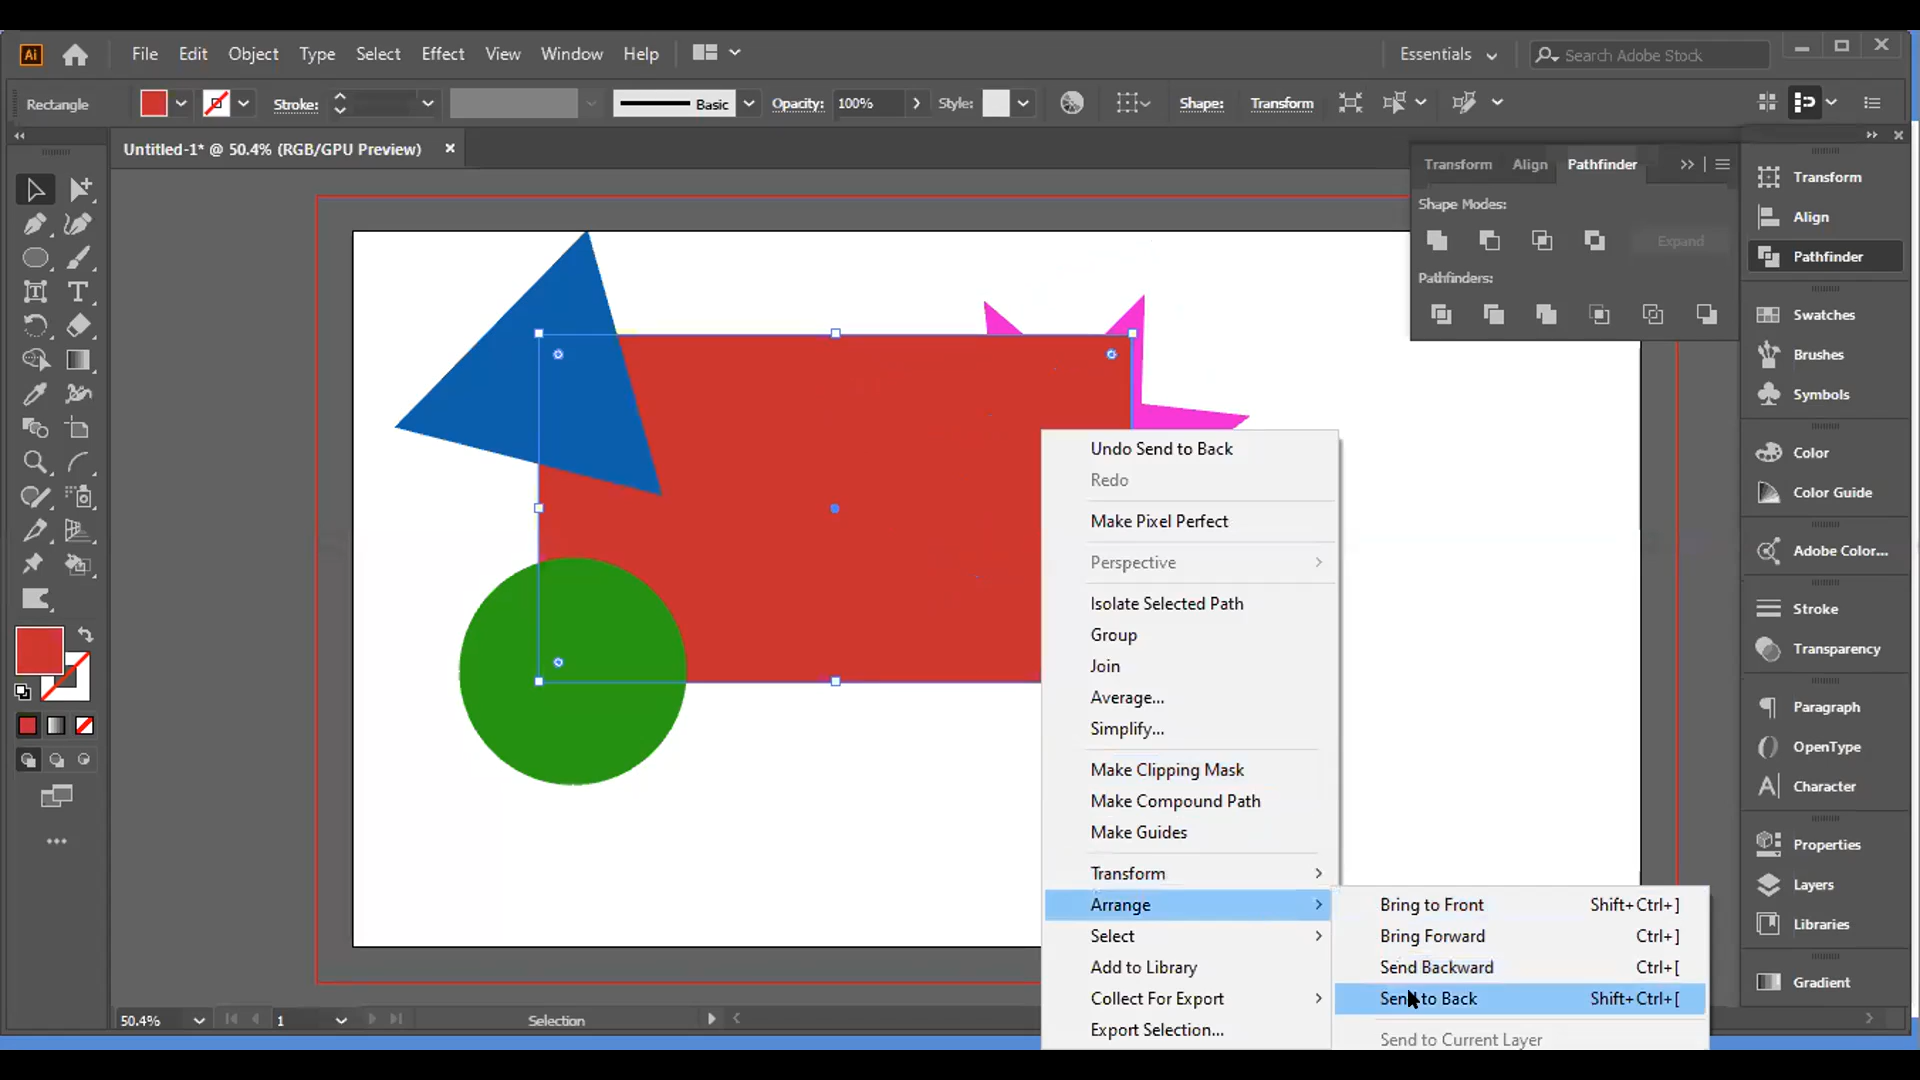 Ai File Edit Object Type Select Effect View Window Help Essentials Search Adobe Stock
Rectangle Stroke: Basic Opacity: 100% Style: Shape: Transform
Untitled-1* @ 50.4% (RGB/GPU Preview)
Transform Align Pathfinder
Shape Modes:
Expand
Pathfinders:
Transform
Align
Pathfinder
Swatches
Brushes
Symbols
Color
Color Guide
Adobe Color...
Stroke
Transparency
Paragraph
OpenType
Character
Properties
Layers
Libraries
Gradient
Undo Send to Back
Redo
Make Pixel Perfect
Perspective
Isolate Selected Path
Group
Join
Average...
Simplify...
Make Clipping Mask
Make Compound Path
Make Guides
Transform
Arrange
Select
Add to Library
Collect For Export
Export Selection...
Bring to Front Shift+Ctrl+]
Bring Forward Ctrl+]
Send Backward Ctrl+[
Send to Back Shift+Ctrl+[
Send to Current Layer
50.4% 1 Selection